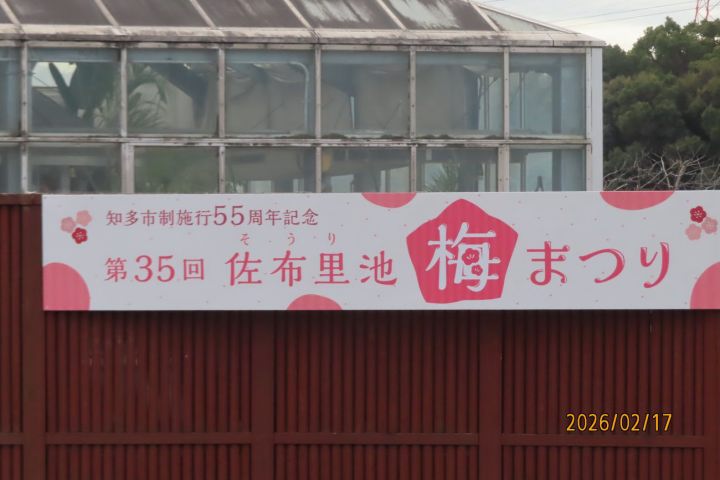 知多市制施行55周年記念
そうり
第35回 佐布里池 梅まつり
2026/02/17